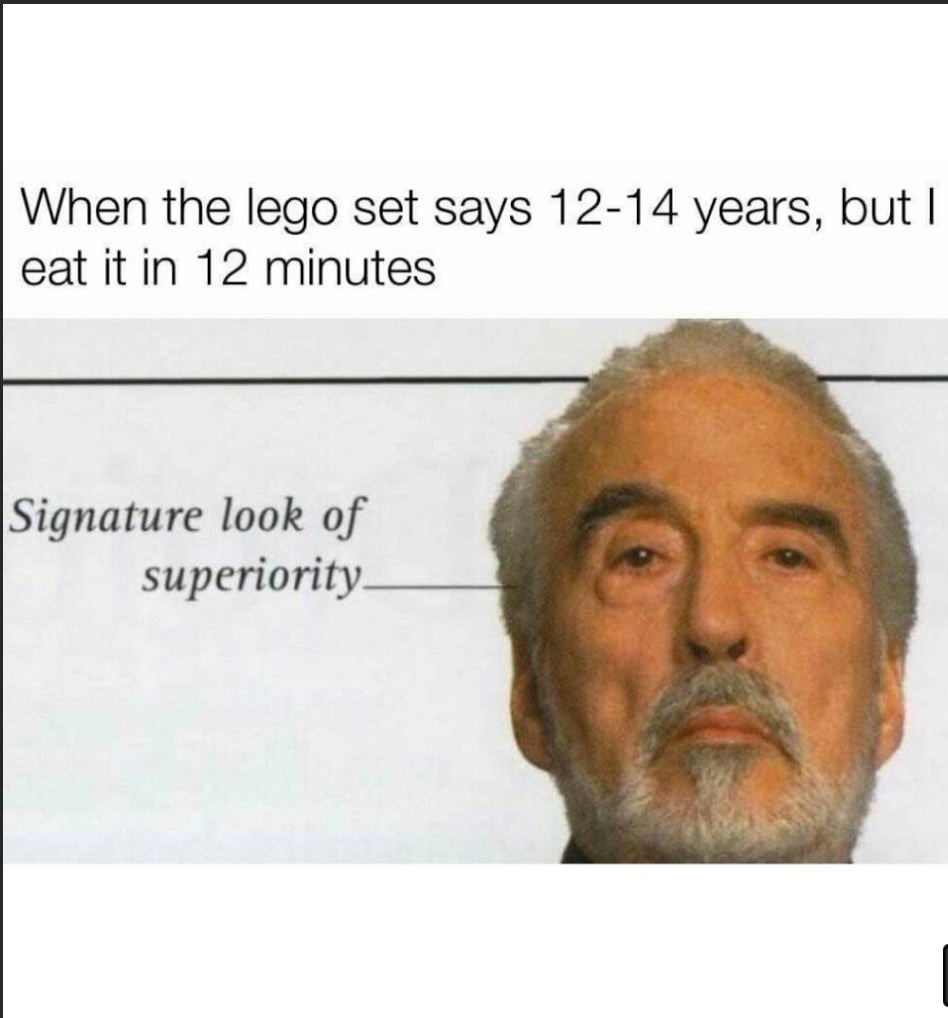 When the lego set says 12-14 years, but I
eat it in 12 minutes
Signature look of
superiority